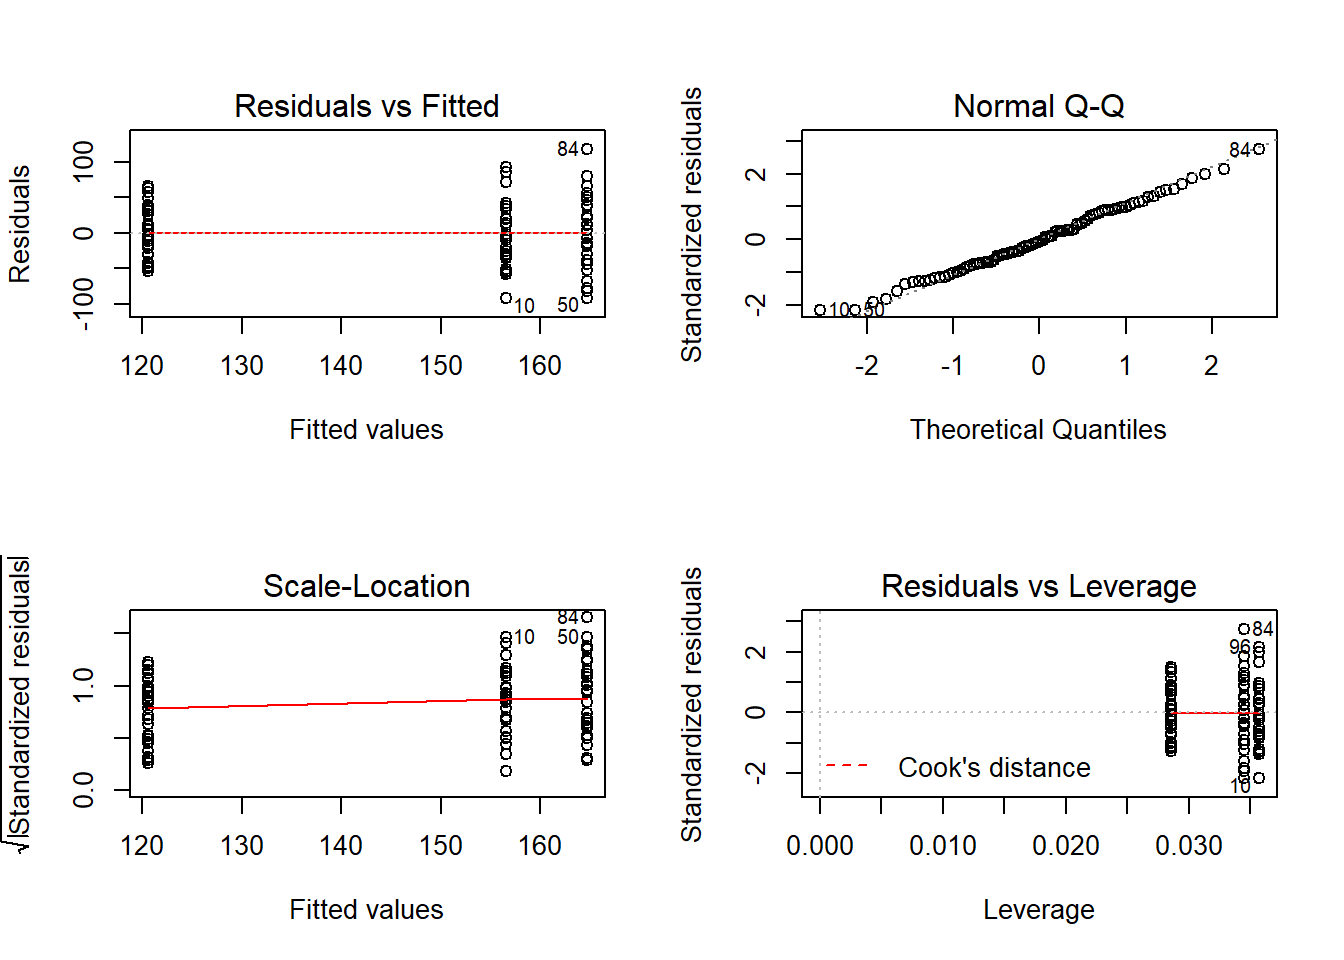 Residuals vs Fitted
Residuals
-100 0 100
84
10 50
120 130 140 150 160
Fitted values
Normal Q-Q
Standardized residuals
-2 0 2
84
10 50
-2 -1 0 1 2
Theoretical Quantiles
Scale-Location
√|Standardized residuals|
0.0 1.0
84
10 50
120 130 140 150 160
Fitted values
Residuals vs Leverage
Standardized residuals
-2 0 2
84
96
Cook's distance
10
0.000 0.010 0.020 0.030
Leverage